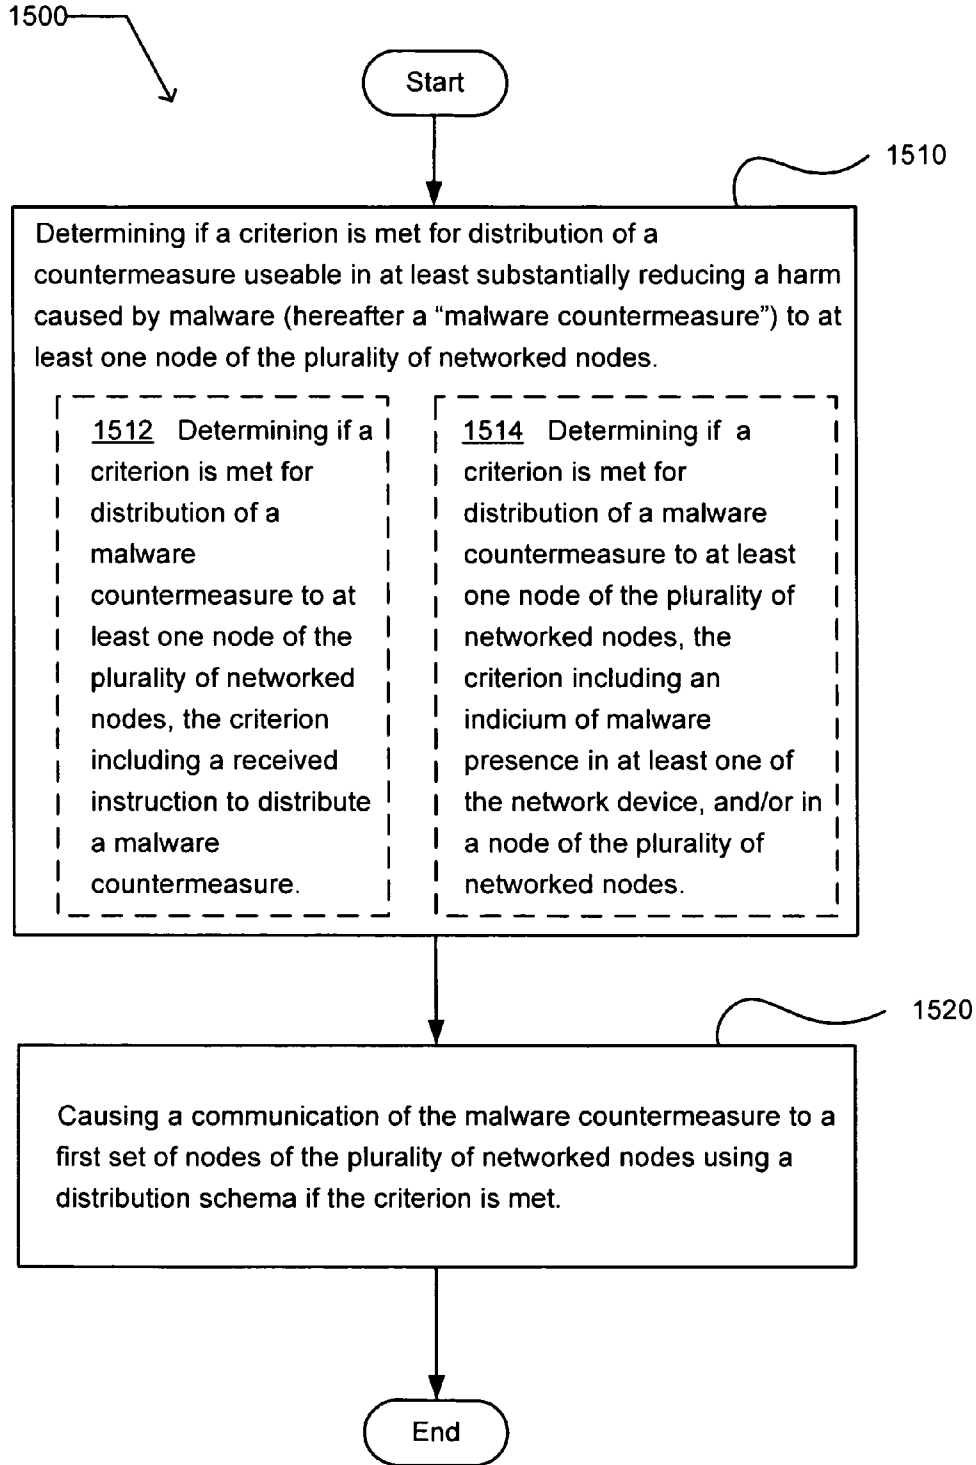 1500
Start
1510
Determining if a criterion is met for distribution of a
countermeasure useable in at least substantially reducing a harm
caused by malware (hereafter a “malware countermeasure”) to at
least one node of the plurality of networked nodes.
1512 Determining if a
criterion is met for
distribution of a
malware
countermeasure to at
least one node of the
plurality of networked
nodes, the criterion
including a received
instruction to distribute
a malware
countermeasure.
1514 Determining if a
criterion is met for
distribution of a malware
countermeasure to at least
one node of the plurality of
networked nodes, the
criterion including an
indicium of malware
presence in at least one of
the network device, and/or in
a node of the plurality of
networked nodes.
1520
Causing a communication of the malware countermeasure to a
first set of nodes of the plurality of networked nodes using a
distribution schema if the criterion is met.
End